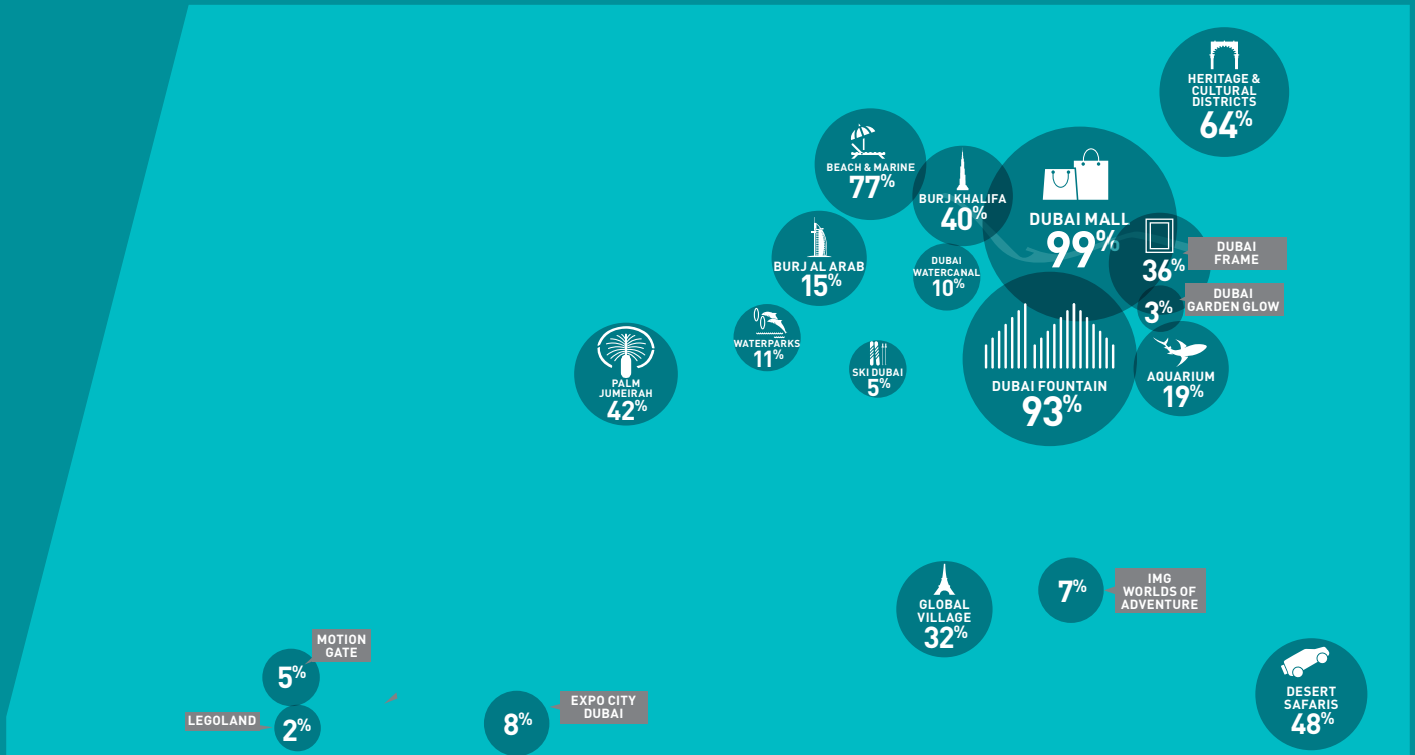 HERITAGE &
CULTURAL
DISTRICTS
64%
BEACH & MARINE
77%
BURJ KHALIFA
40%
DUBAI MALL
99%
DUBAI
FRAME
36%
BURJ AL ARAB
15%
DUBAI
WATERCANAL
10%
DUBAI
GARDEN GLOW
3%
WATERPARKS
11%
SKI DUBAI
5%
PALM
JUMEIRAH
42%
DUBAI FOUNTAIN
93%
AQUARIUM
19%
GLOBAL
VILLAGE
32%
7%
IMG
WORLDS OF
ADVENTURE
MOTION
GATE
5%
LEGOLAND
2%
8%
EXPO CITY
DUBAI
DESERT
SAFARIS
48%